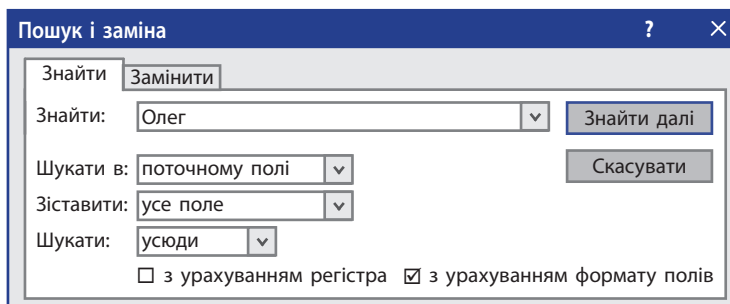 Пошук і заміна ?
Знайти Замінити
Знайти: Олег Знайти далі
Шукати в: поточному полі Скасувати
Зіставити: усе поле
Шукати: усюди
з урахуванням регістра з урахуванням формату полів